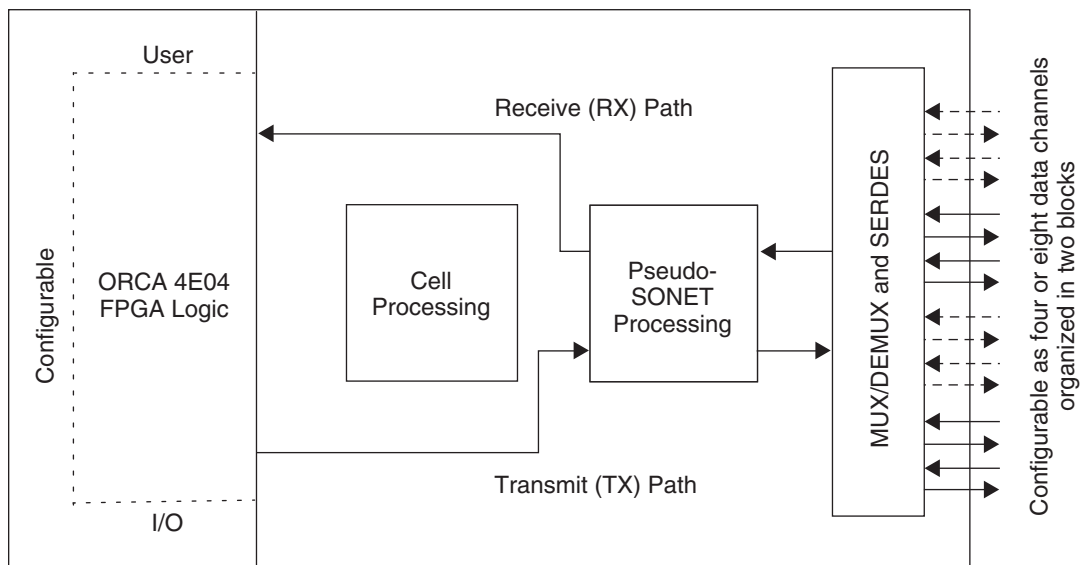 User
Configurable
ORCA 4E04
FPGA Logic
I/O
Receive (RX) Path
Cell
Processing
Pseudo-
SONET
Processing
Transmit (TX) Path
MUX/DEMUX and SERDES
Configurable as four or eight data channels
organized in two blocks